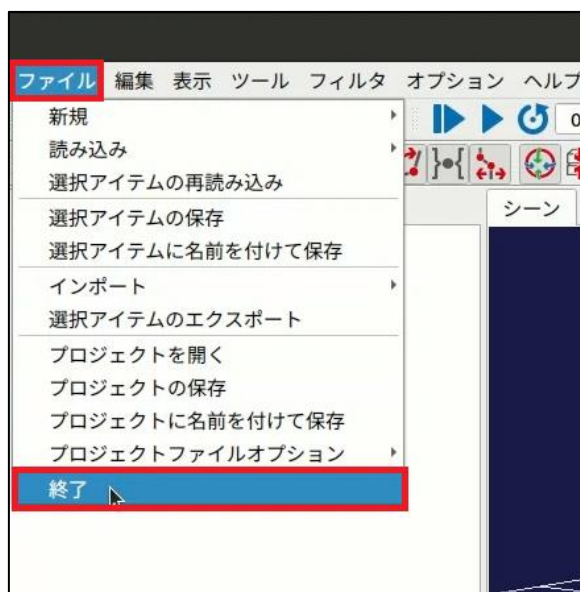 ファイル 編集 表示 ツール フィルタ オプション ヘルプ
新規
読み込み
選択アイテムの再読み込み
選択アイテムの保存
選択アイテムに名前を付けて保存
インポート
選択アイテムのエクスポート
プロジェクトを開く
プロジェクトの保存
プロジェクトに名前を付けて保存
プロジェクトファイルオプション
終了
0
シーン